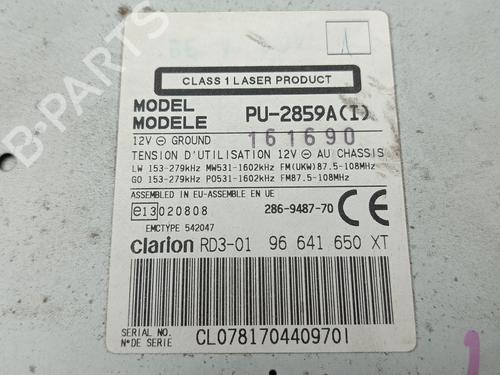 CLASS 1 LASER PRODUCT
MODEL
MODELE PU-2859A(I)
12V ⊖ GROUND 161690
TENSION D'UTILISATION 12V ⊖ AU CHASSIS
LW 153-279kHz MW531-1602kHz FM(UKW)87.5-108MHz
GO 153-279kHz PO531-1602kHz FM87.5-108MHz
ASSEMBLED IN EU-ASSEMBLE EN UE
e13 020808 286-9487-70 CE
EMCTYPE 542047
clarion RD3-01 96 641 650 XT
SERIAL NO.
N° DE SERIE CL0781704409701
B-PARTS
1